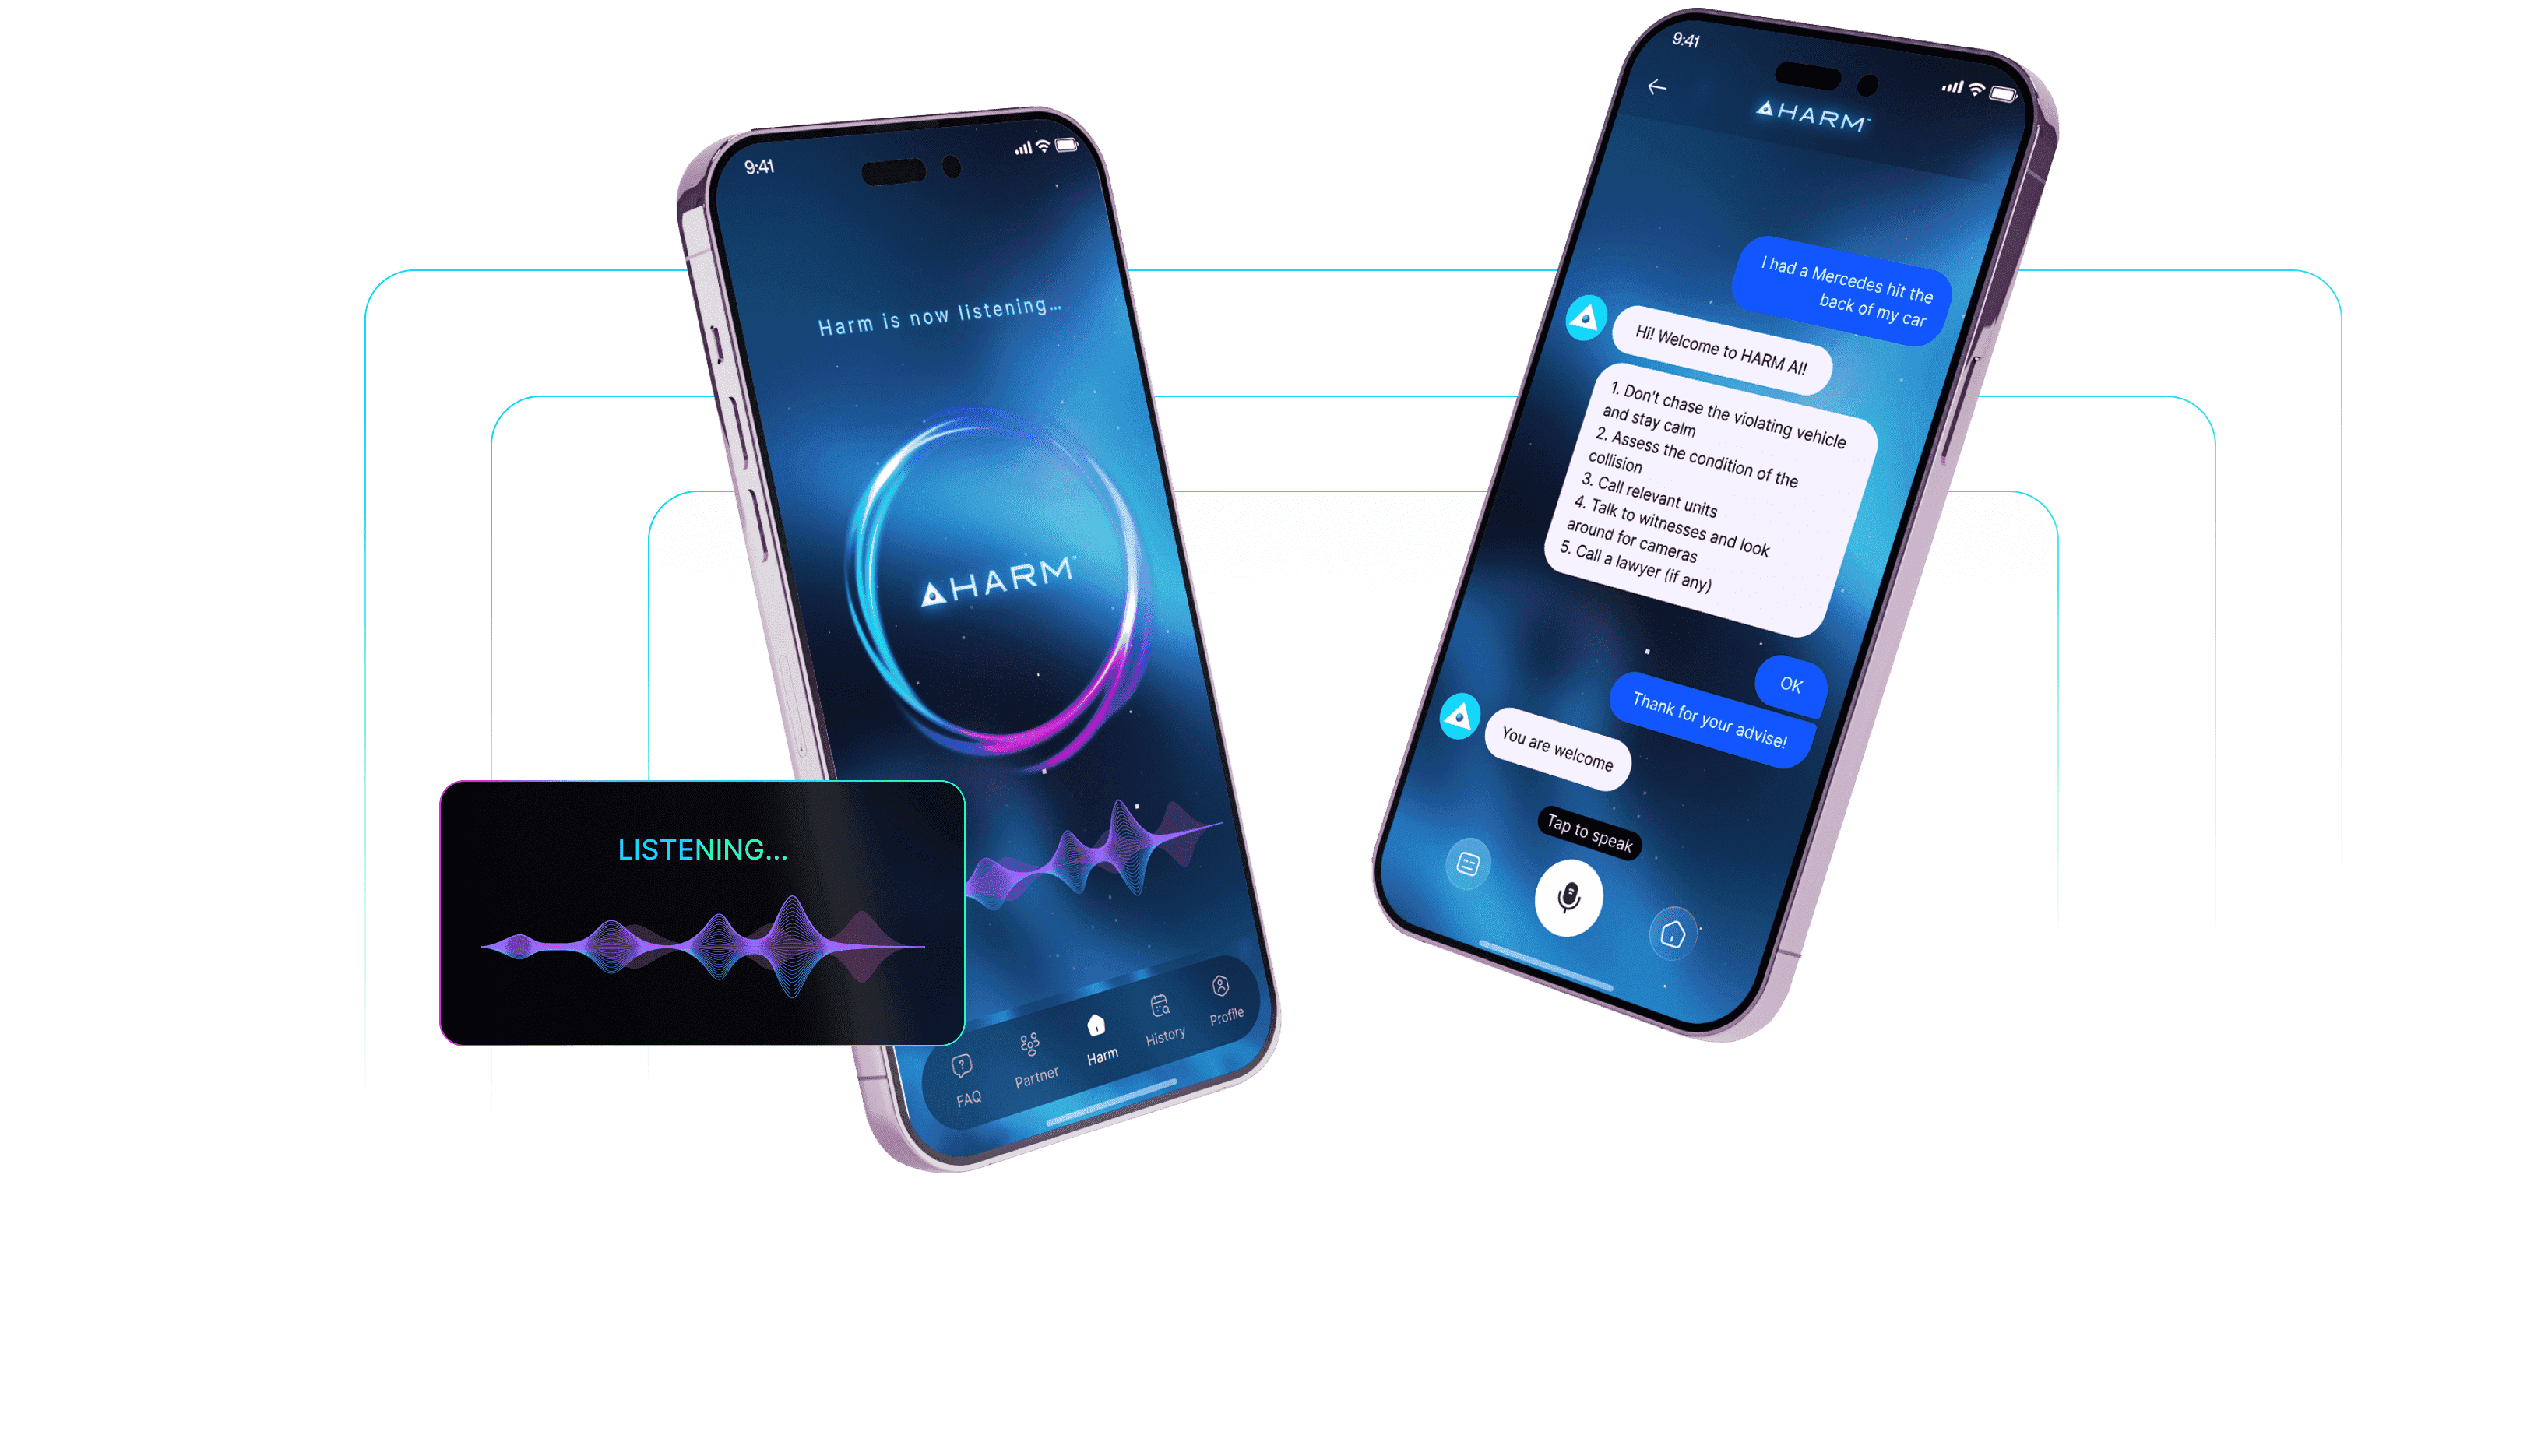 9:41
Harm is now listening...
HARM™
LISTENING...
FAQ
Partner
Harm
History
Profile
9:41
HARM™
I had a Mercedes hit the
back of my car
Hi! Welcome to HARM AI!
1. Don't chase the violating vehicle
and stay calm
2. Assess the condition of the
collision
3. Call relevant units
4. Talk to witnesses and look
around for cameras
5. Call a lawyer (if any)
OK
Thank for your advise!
You are welcome
Tap to speak